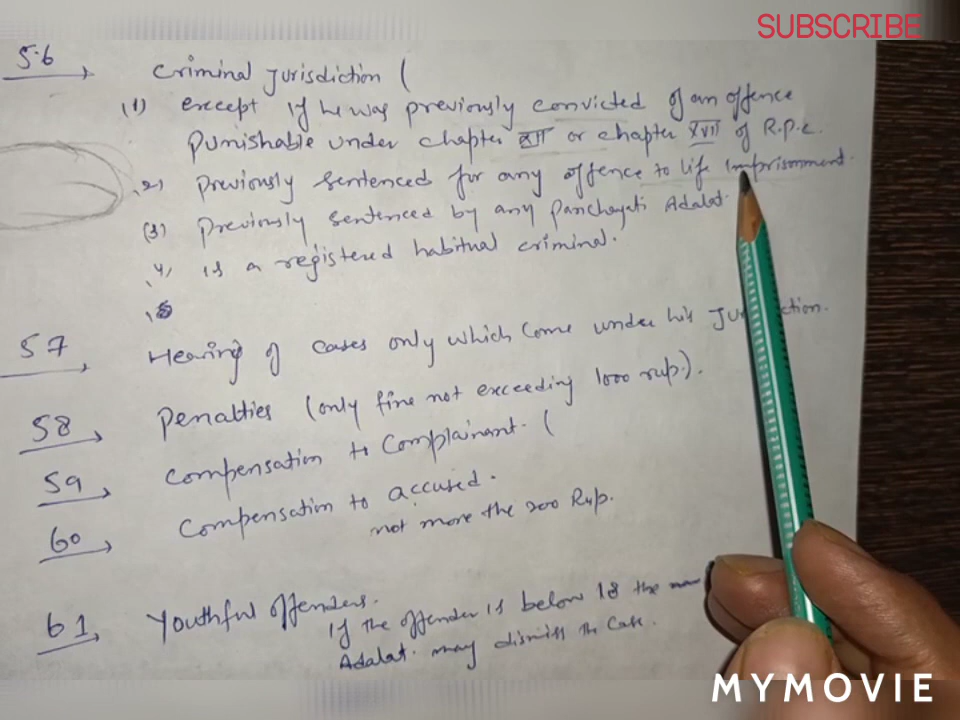 SUBSCRIBE
5.6 Criminal Jurisdiction (
(1) except if he was previously convicted of an offence
Punishable under chapter XII or chapter XVII of R.P.C.
(2) Previously sentenced for any offence to life imprisonment.
(3) Previously sentenced by any Panchayati Adalat.
(4) is a registered habitual criminal.
57 Hearing of cases only which come under his
58 Penalties (only fine not exceeding 1000 rup.).
59 Compensation to Complainant. (
60 Compensation to accused.
not more the 200 Rup.
61 Youthful offenders.
If the offender is below 18 the
Adalat may dismiss the case.
MYMOVIE